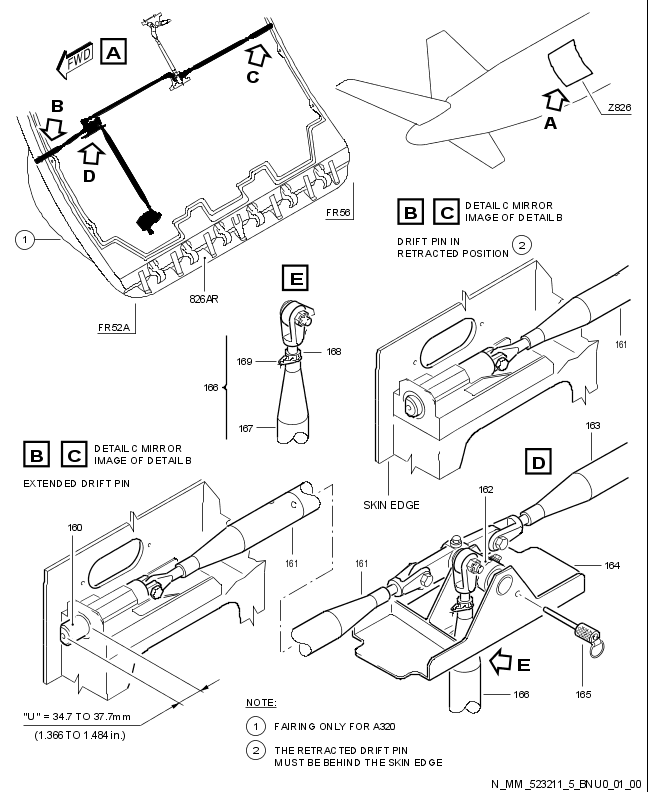 FWD
A
C
B
D
A
Z826
1
FR56
826AR
FR52A
B C DETAIL C MIRROR
IMAGE OF DETAIL B
DRIFT PIN IN
RETRACTED POSITION 2
E
168
169
166
167
161
SKIN EDGE
B C DETAIL C MIRROR
IMAGE OF DETAIL B
EXTENDED DRIFT PIN
160
161
"U" = 34.7 TO 37.7mm
(1.366 TO 1.484 in.)
D
163
162
161
164
E
166
165
NOTE:
1 FAIRING ONLY FOR A320
2 THE RETRACTED DRIFT PIN
MUST BE BEHIND THE SKIN EDGE
N_MM_523211_5_BNU0_01_00